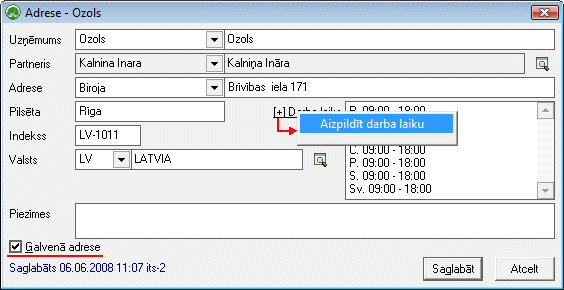 Adrese - Ozols
Uzņēmums Ozols Ozols
Partneris Kalnina Inara Kalniņa Ināra
Adrese Biroja Brīvības iela 171
Pilsēta Rīga [+] Darba laiks P. 09:00 - 18:00
Aizpildīt darba laiku
Indekss LV-1011
C. 09:00 - 18:00
Valsts LV LATVIA P. 09:00 - 18:00
S. 09:00 - 18:00
Sv. 09:00 - 18:00
Piezīmes
Galvenā adrese
Saglabāts 06.06.2008 11:07 its-2 Saglabāt Atcelt